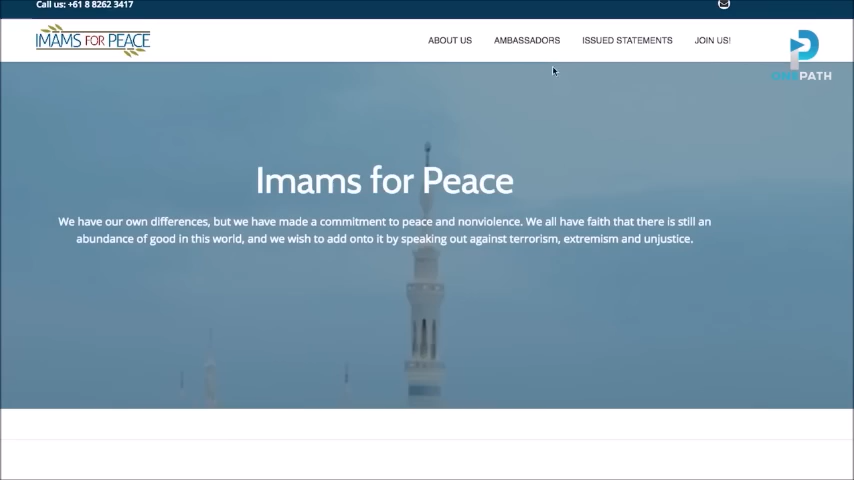 Call us: +61 8 8262 3417
IMAMS FOR PEACE
ABOUT US
AMBASSADORS
ISSUED STATEMENTS
JOIN US!
ONEPATH
Imams for Peace
We have our own differences, but we have made a commitment to peace and nonviolence. We all have faith that there is still an
abundance of good in this world, and we wish to add onto it by speaking out against terrorism, extremism and unjustice.